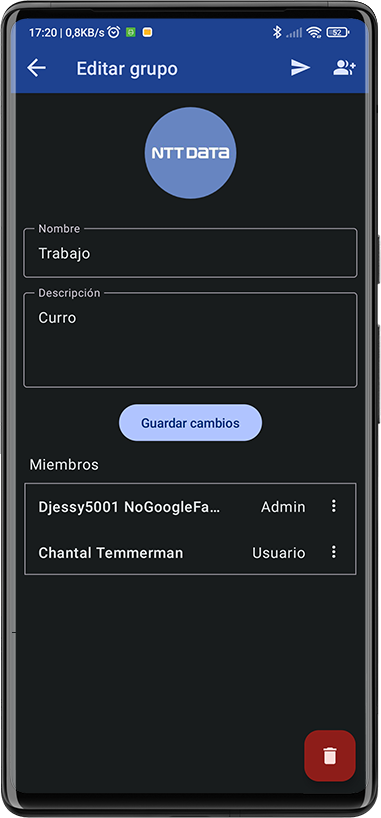 17:20 | 0,8KB/s
52
Editar grupo
NTT DATA
Nombre
Trabajo
Descripción
Curro
Guardar cambios
Miembros
Djessy5001 NoGoogleFa...
Admin
Chantal Temmerman
Usuario